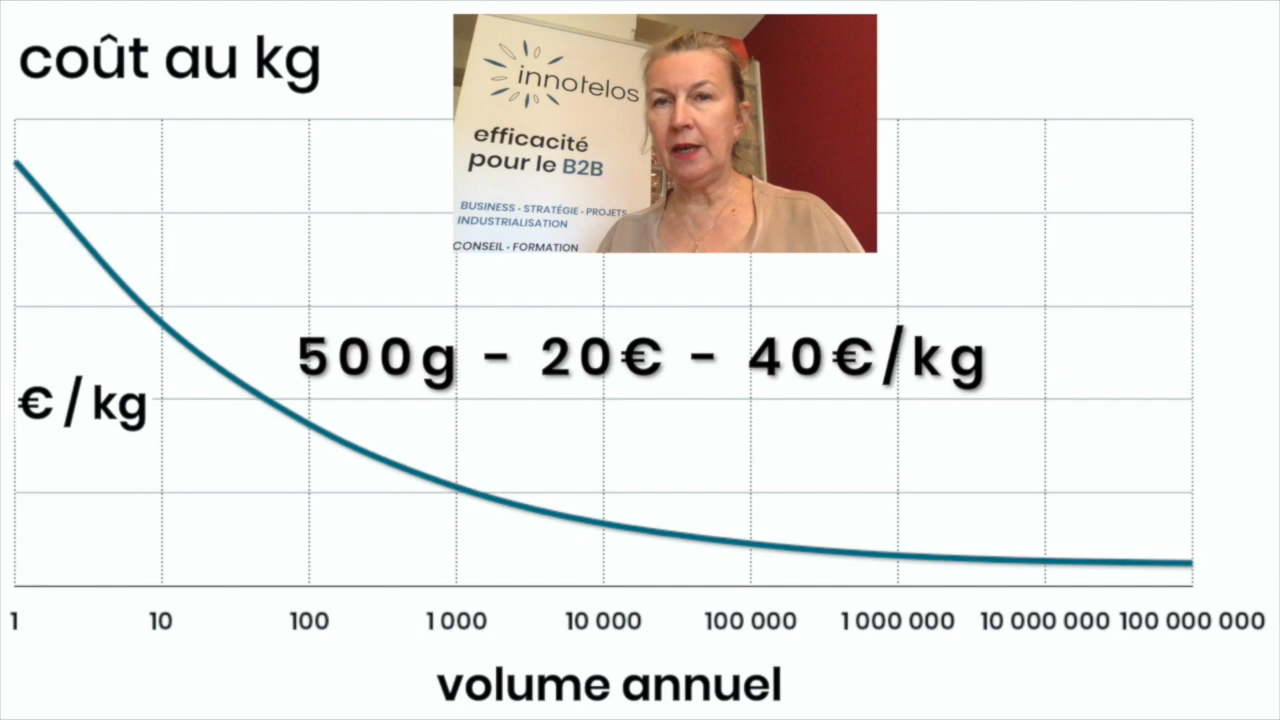 coût au kg
innotelos
efficacité
pour le B2B
BUSINESS • STRATÉGIE • PROJETS
INDUSTRIALISATION
CONSEIL • FORMATION
500g - 20€ - 40€/kg
€/kg
1 10 100 1 000 10 000 100 000 1 000 000 10 000 000 100 000 000
volume annuel